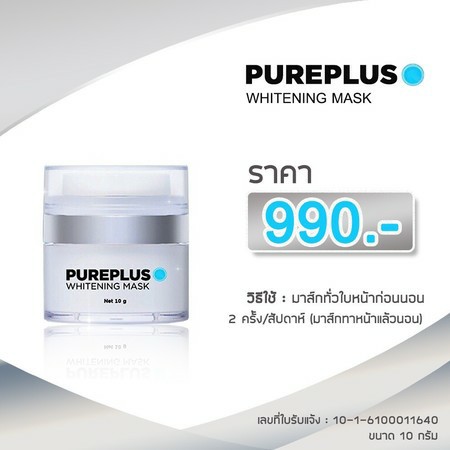 PUREPLUS
WHITENING MASK
ราคา
990.-
PUREPLUS
WHITENING MASK
Net 10 g
วิธีใช้ : มาส์กทั่วใบหน้าก่อนนอน
2 ครั้ง/สัปดาห์ (มาส์กทาหน้าแล้วนอน)
เลขที่ใบรับแจ้ง : 10-1-6100011640
ขนาด 10 กรัม